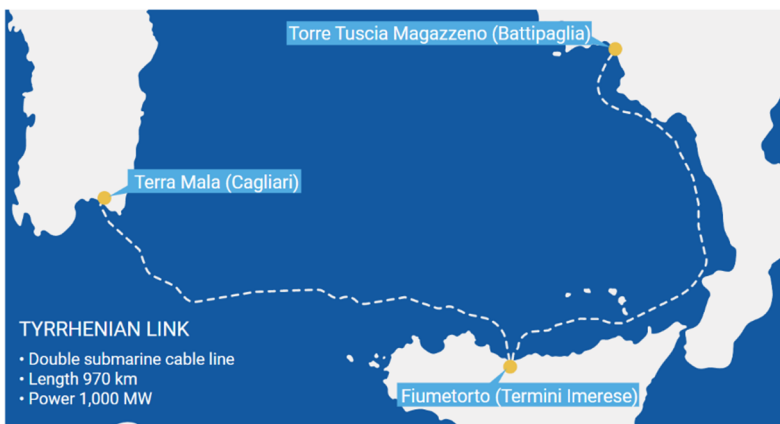 Torre Tuscia Magazzeno (Battipaglia)
Terra Mala (Cagliari)
TYRRHENIAN LINK
• Double submarine cable line
• Length 970 km
• Power 1,000 MW
Fiumetorto (Termini Imerese)